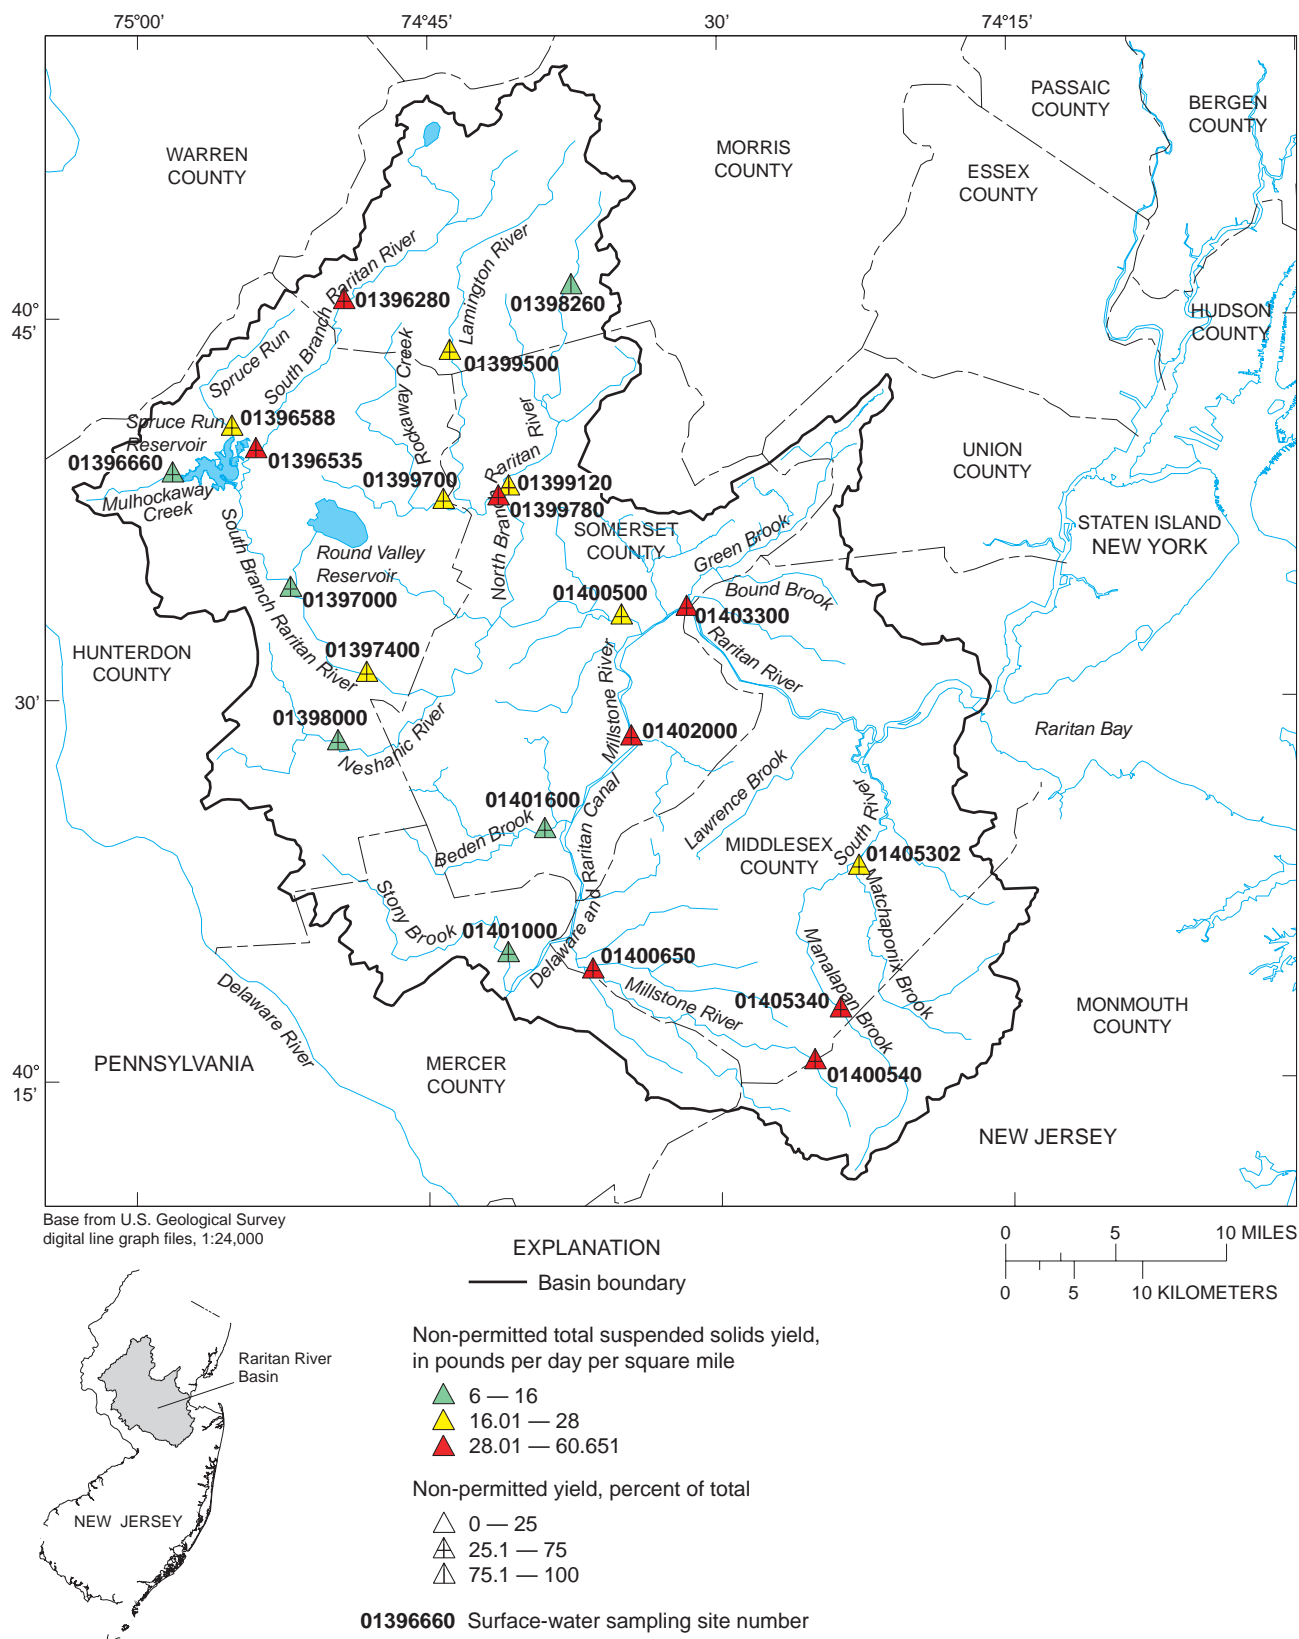 75°00'
74°45'
30'
74°15'
PASSAIC
COUNTY
BERGEN
COUNTY
WARREN
COUNTY
MORRIS
COUNTY
ESSEX
COUNTY
South Branch Raritan River
Lamington River
01396280
01398260
40°
45'
HUDSON
COUNTY
Spruce Run
Rockaway Creek
01399500
Spruce Run
Reservoir
01396588
01396660
01396535
UNION
COUNTY
Mulhockaway
Creek
01399700
North Branch Raritan River
01399120
01399780
SOMERSET
COUNTY
Green Brook
STATEN ISLAND
NEW YORK
South Branch Raritan River
Round Valley
Reservoir
01397000
01400500
Bound Brook
01403300
HUNTERDON
COUNTY
01397400
Millstone River
Raritan River
30'
01398000
Neshanic River
01402000
Raritan Bay
01401600
Beden Brook
Delaware and Raritan Canal
Lawrence Brook
MIDDLESEX
COUNTY
South River
01405302
Stony Brook
01401000
Matchaponix Brook
01400650
Manalapan Brook
Millstone River
01405340
Delaware River
MONMOUTH
COUNTY
PENNSYLVANIA
MERCER
COUNTY
01400540
40°
15'
NEW JERSEY
Base from U.S. Geological Survey
digital line graph files, 1:24,000
0 5 10 MILES
0 5 10 KILOMETERS
EXPLANATION
Basin boundary
Non-permitted total suspended solids yield,
in pounds per day per square mile
6 — 16
16.01 — 28
28.01 — 60.651
Non-permitted yield, percent of total
0 — 25
25.1 — 75
75.1 — 100
01396660 Surface-water sampling site number
Raritan River
Basin
NEW JERSEY